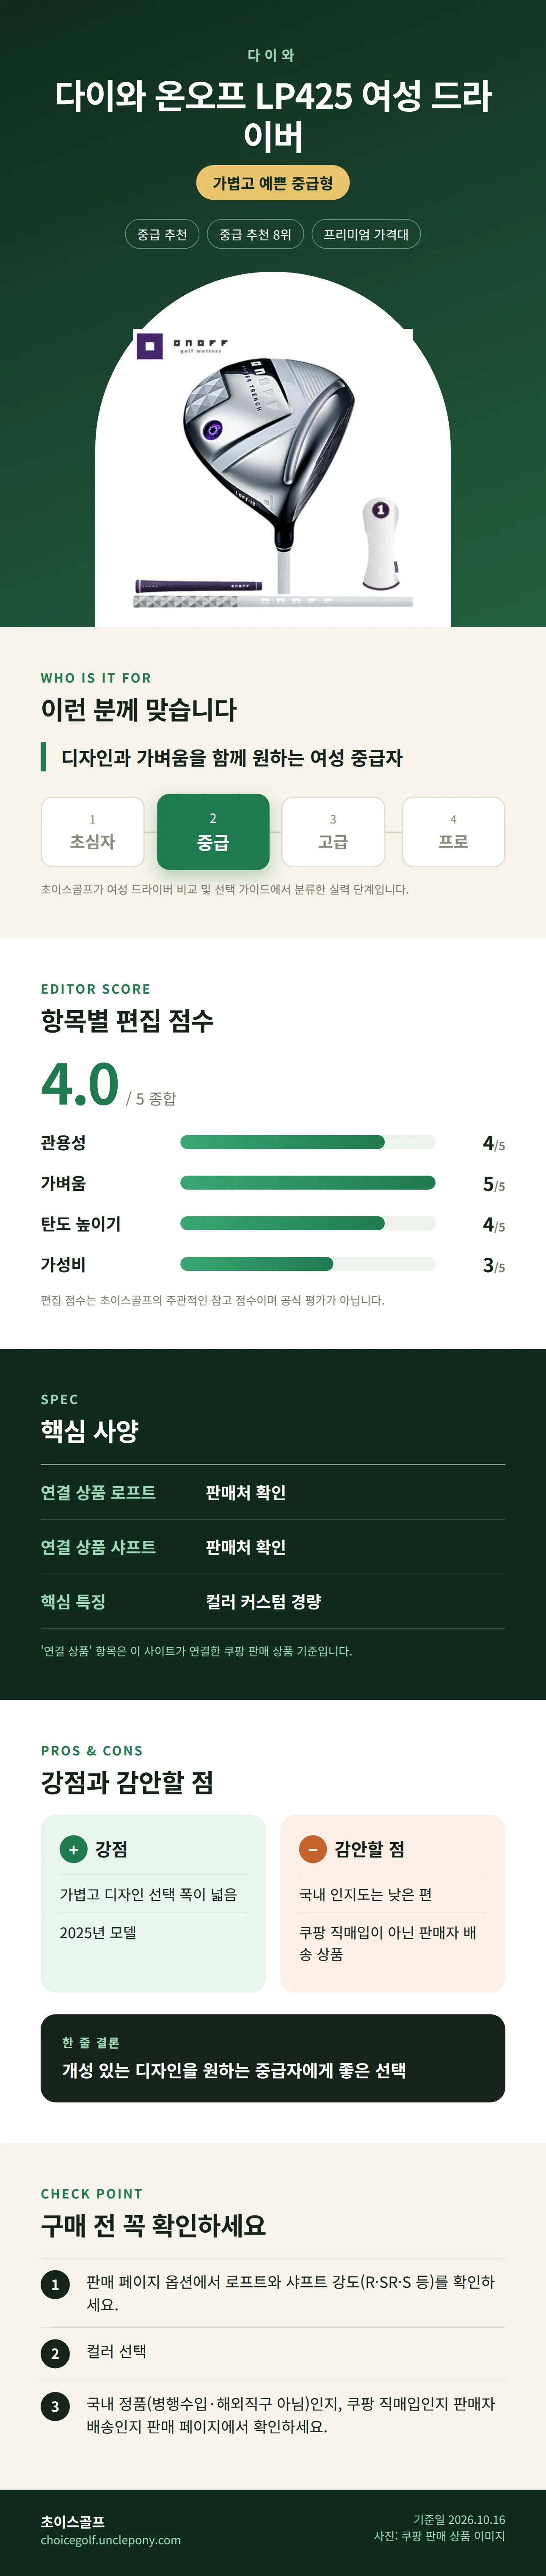 다이와
다이와 온오프 LP425 여성 드라
이버
가볍고 예쁜 중급형
중급 추천
중급 추천 8위
프리미엄 가격대
ONOFF
golf matters
ONOFF
POWER TRENCH
1
ONOFF
ONOFF
WHO IS IT FOR
이런 분께 맞습니다
디자인과 가벼움을 함께 원하는 여성 중급자
1
초심자
2
중급
3
고급
4
프로
초이스골프가 여성 드라이버 비교 및 선택 가이드에서 분류한 실력 단계입니다.
EDITOR SCORE
항목별 편집 점수
4.0 / 5 종합
관용성 4/5
가벼움 5/5
탄도 높이기 4/5
가성비 3/5
편집 점수는 초이스골프의 주관적인 참고 점수이며 공식 평가가 아닙니다.
SPEC
핵심 사양
연결 상품 로프트 판매처 확인
연결 상품 샤프트 판매처 확인
핵심 특징 컬러 커스텀 경량
'연결 상품' 항목은 이 사이트가 연결한 쿠팡 판매 상품 기준입니다.
PROS & CONS
강점과 감안할 점
+ 강점
가볍고 디자인 선택 폭이 넓음
2025년 모델
− 감안할 점
국내 인지도는 낮은 편
쿠팡 직매입이 아닌 판매자 배
송 상품
한 줄 결론
개성 있는 디자인을 원하는 중급자에게 좋은 선택
CHECK POINT
구매 전 꼭 확인하세요
1 판매 페이지 옵션에서 로프트와 샤프트 강도(R·SR·S 등)를 확인하
세요.
2 컬러 선택
3 국내 정품(병행수입·해외직구 아님)인지, 쿠팡 직매입인지 판매자
배송인지 판매 페이지에서 확인하세요.
초이스골프
choicegolf.unclepony.com
기준일 2026.10.16
사진: 쿠팡 판매 상품 이미지